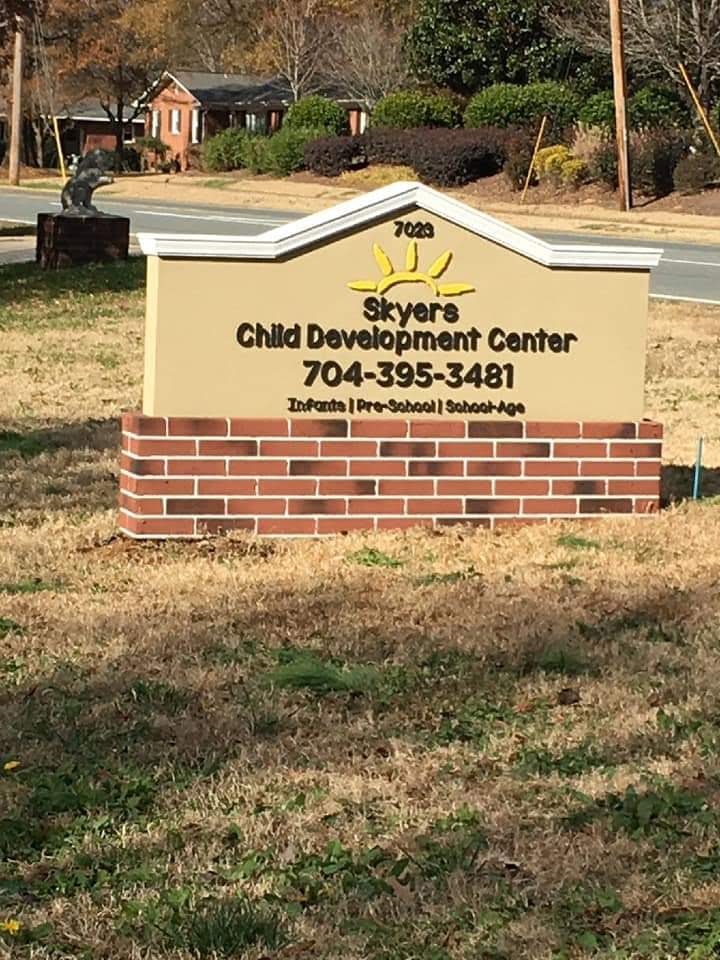 7023
Skyers
Child Development Center
704-395-3481
Infants | Pre-School | School-Age